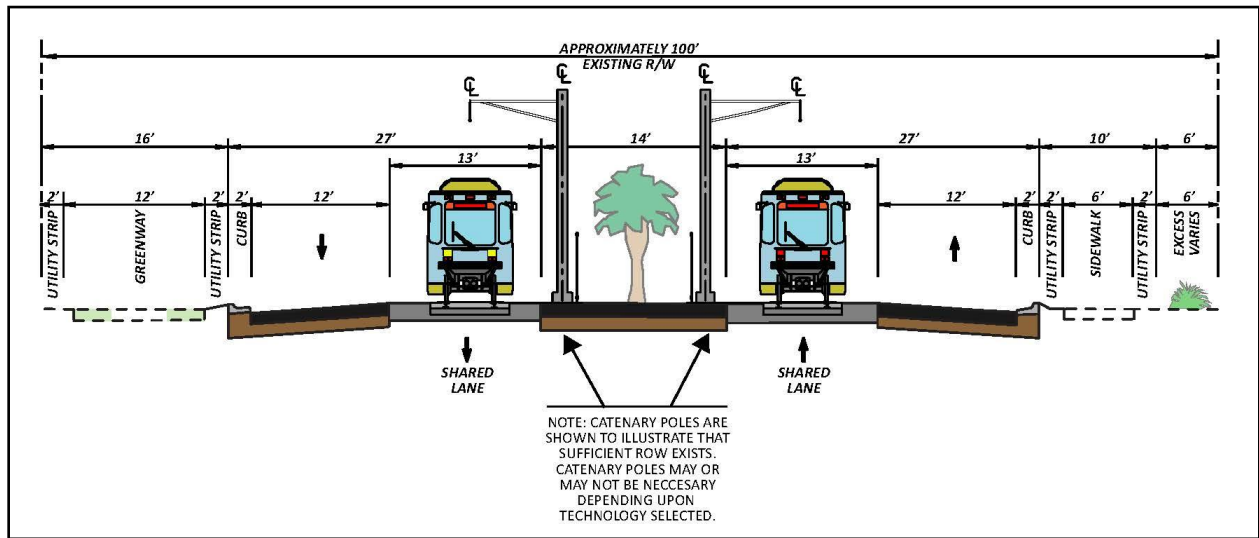 APPROXIMATELY 100'
EXISTING R/W
℄ ℄ ℄ ℄
16' 27' 14' 27' 10' 6'
13' 13'
2' 12' 2' 2' 12' 12' 2' 2' 6' 2' 6'
UTILITY STRIP
GREENWAY
UTILITY STRIP
CURB
CURB
UTILITY STRIP
SIDEWALK
UTILITY STRIP
EXCESS
VARIES
SHARED
LANE
SHARED
LANE
NOTE: CATENARY POLES ARE
SHOWN TO ILLUSTRATE THAT
SUFFICIENT ROW EXISTS.
CATENARY POLES MAY OR
MAY NOT BE NECCESARY
DEPENDING UPON
TECHNOLOGY SELECTED.